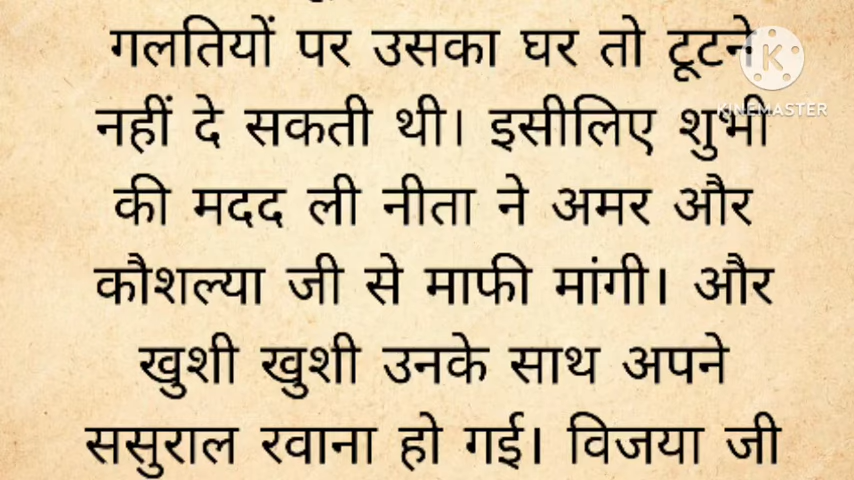 गलतियों पर उसका घर तो टूटने
नहीं दे सकती थी। इसीलिए शुभी
की मदद ली नीता ने अमर और
कौशल्या जी से माफी मांगी। और
खुशी खुशी उनके साथ अपने
ससुराल रवाना हो गई। विजया जी
K
KINEMASTER